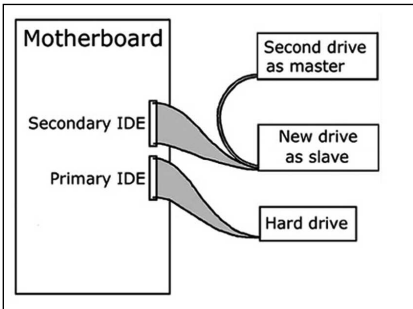 Motherboard
Second drive
as master
Secondary IDE
New drive
as slave
Primary IDE
Hard drive